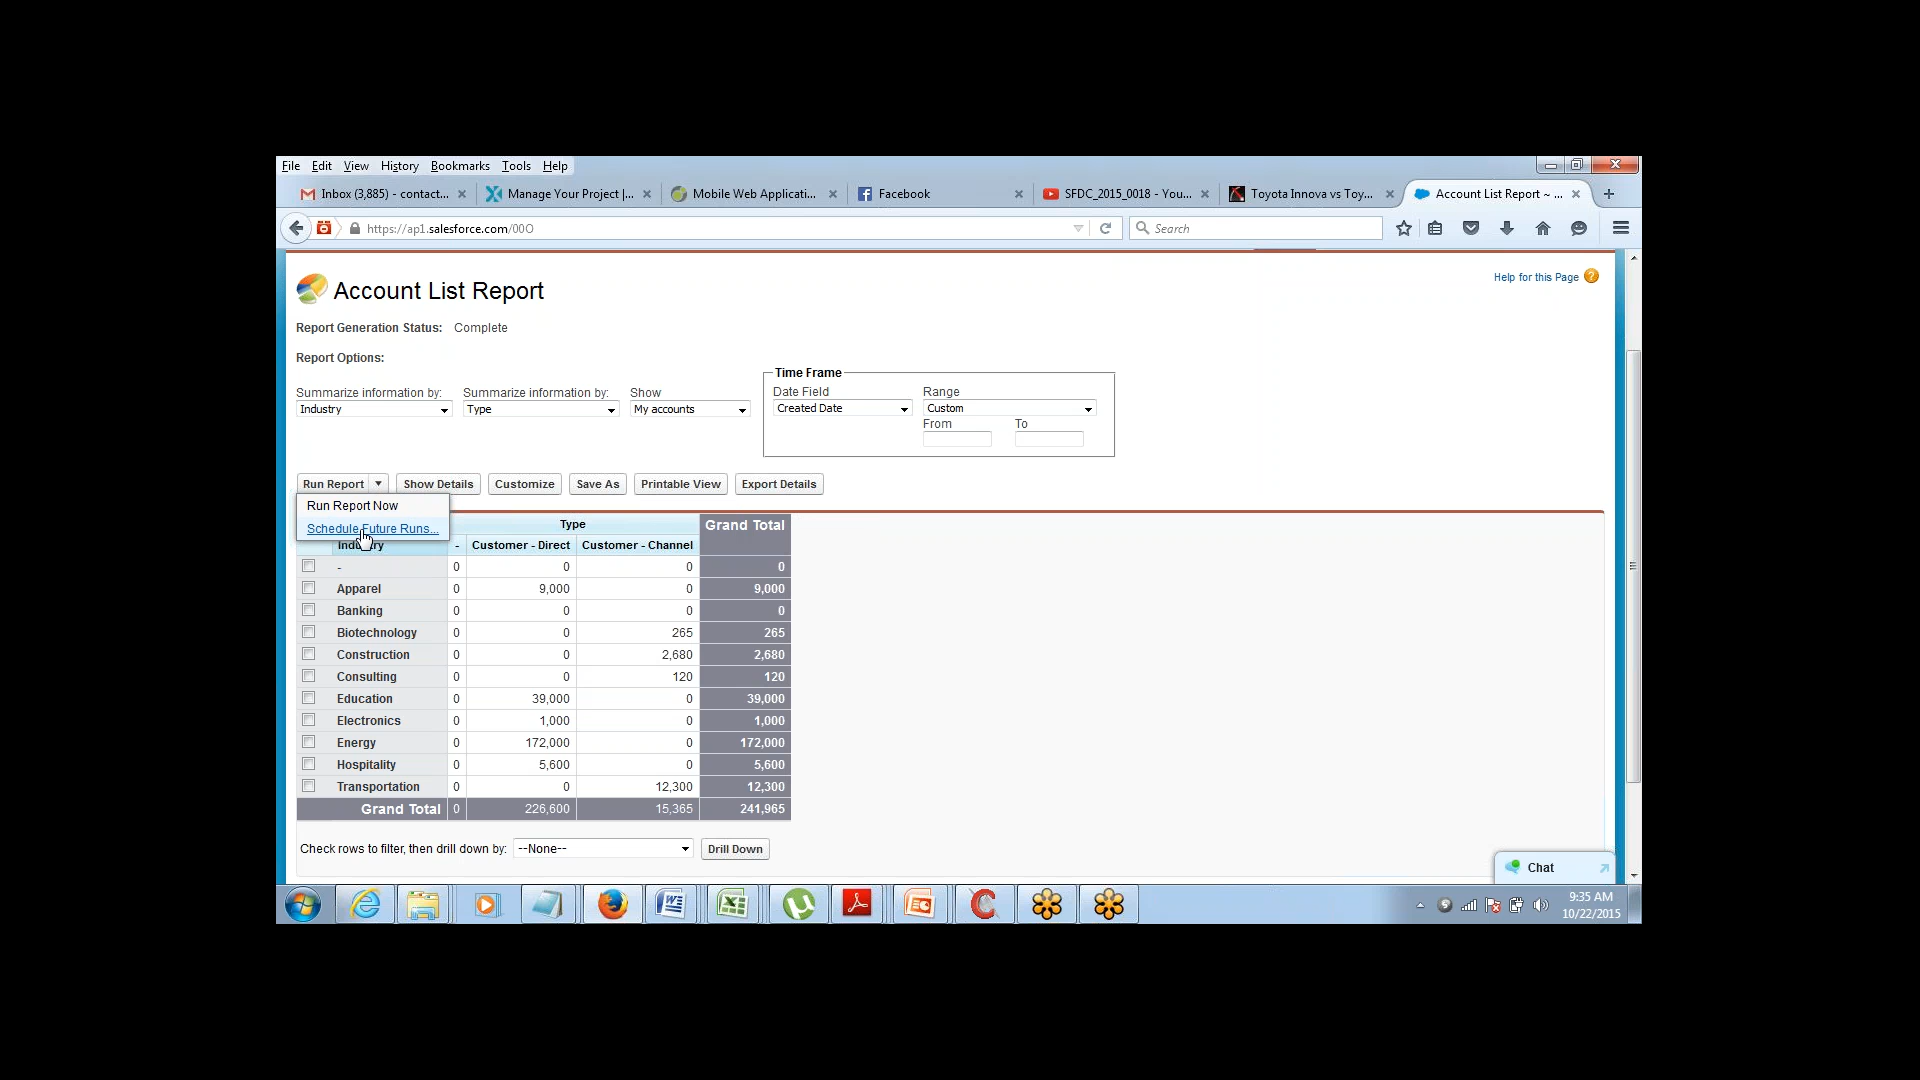 File Edit View History Bookmarks Tools Help
Inbox (3,885) - contact... Manage Your Project |... Mobile Web Applicati... Facebook SFDC_2015_0018 - You... Toyota Innova vs Toy... Account List Report ~ ...
https://ap1.salesforce.com/00O Search
Help for this Page ?
Account List Report
Report Generation Status: Complete
Report Options:
Time Frame
Summarize information by: Summarize information by: Show Date Field Range
Industry Type My accounts Created Date Custom
From To
Run Report Show Details Customize Save As Printable View Export Details
Run Report Now
Schedule Future Runs...
Type Grand Total
Industry - Customer - Direct Customer - Channel
- 0 0 0 0
Apparel 0 9,000 0 9,000
Banking 0 0 0 0
Biotechnology 0 0 265 265
Construction 0 0 2,680 2,680
Consulting 0 0 120 120
Education 0 39,000 0 39,000
Electronics 0 1,000 0 1,000
Energy 0 172,000 0 172,000
Hospitality 0 5,600 0 5,600
Transportation 0 0 12,300 12,300
Grand Total 0 226,600 15,365 241,965
Check rows to filter, then drill down by: --None-- Drill Down
Chat
9:35 AM
10/22/2015